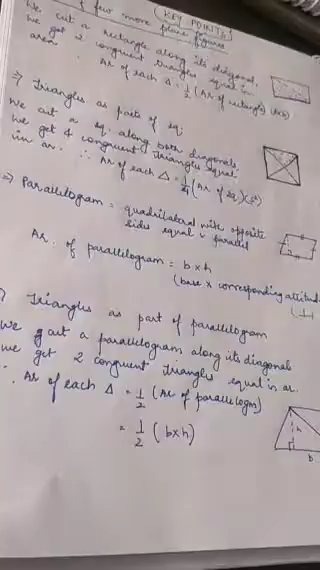 few more plane figures
(KEY POINTS)
We cut a rectangle along its diagonal,
we get 2 congruent triangles equal in
area.
∴ Ar of each Δ = 1/2 (Ar of rectangle) (l×b)
⇒ Triangles as parts of sq:
We cut a sq. along both diagonals
We get 4 congruent triangles equal
in ar. ∴ Ar of each Δ = 1/4 (Ar of sq)(s²)
⇒ Parallelogram = quadrilateral with opposite
sides equal & parallel
Ar. of parallelogram = b × h
(base × corresponding altitude
(⊥
Triangles as part of parallelogram
We cut a parallelogram along its diagonals
we get 2 congruent triangles equal in ar.
∴ Ar of each Δ = 1/2 (Ar of parallelogm)
= 1/2 (b×h)
h
b